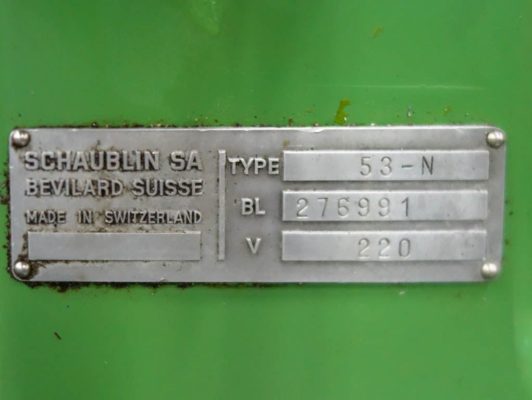 SCHAUBLIN SA
BEVILARD SUISSE
MADE IN SWITZERLAND
TYPE 53-N
BL 276991
V 220